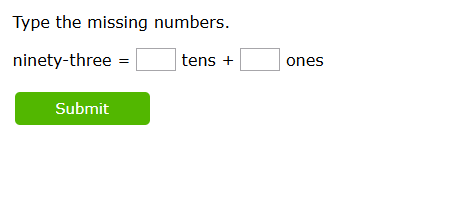 Type the missing numbers.
ninety-three = tens + ones
Submit